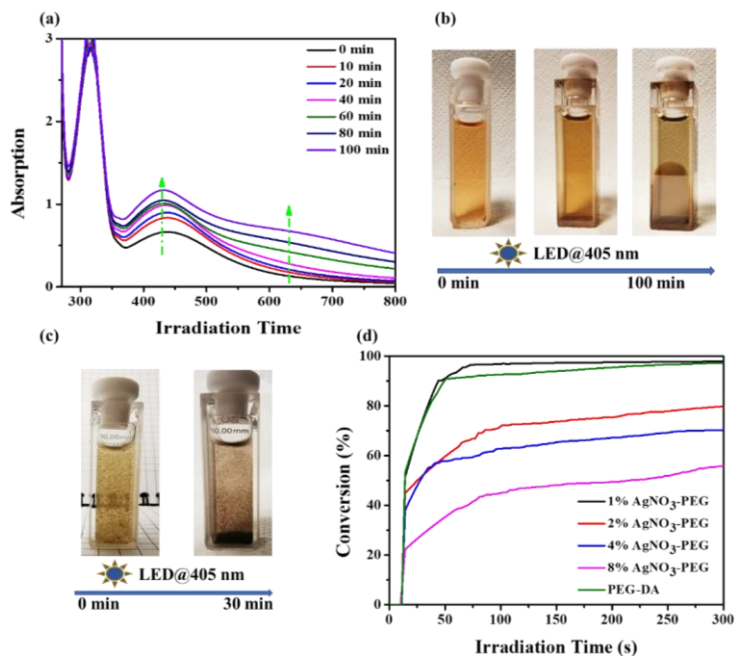 (a)
3
2
1
0
Absorption
300 400 500 600 700 800
Irradiation Time
0 min
10 min
20 min
40 min
60 min
80 min
100 min
(b)
LED@405 nm
0 min 100 min
(c)
10.00mm
LED@405 nm
0 min 30 min
(d)
100
80
60
40
20
0
Conversion (%)
0 50 100 150 200 250 300
Irradiation Time (s)
1% AgNO₃-PEG
2% AgNO₃-PEG
4% AgNO₃-PEG
8% AgNO₃-PEG
PEG-DA